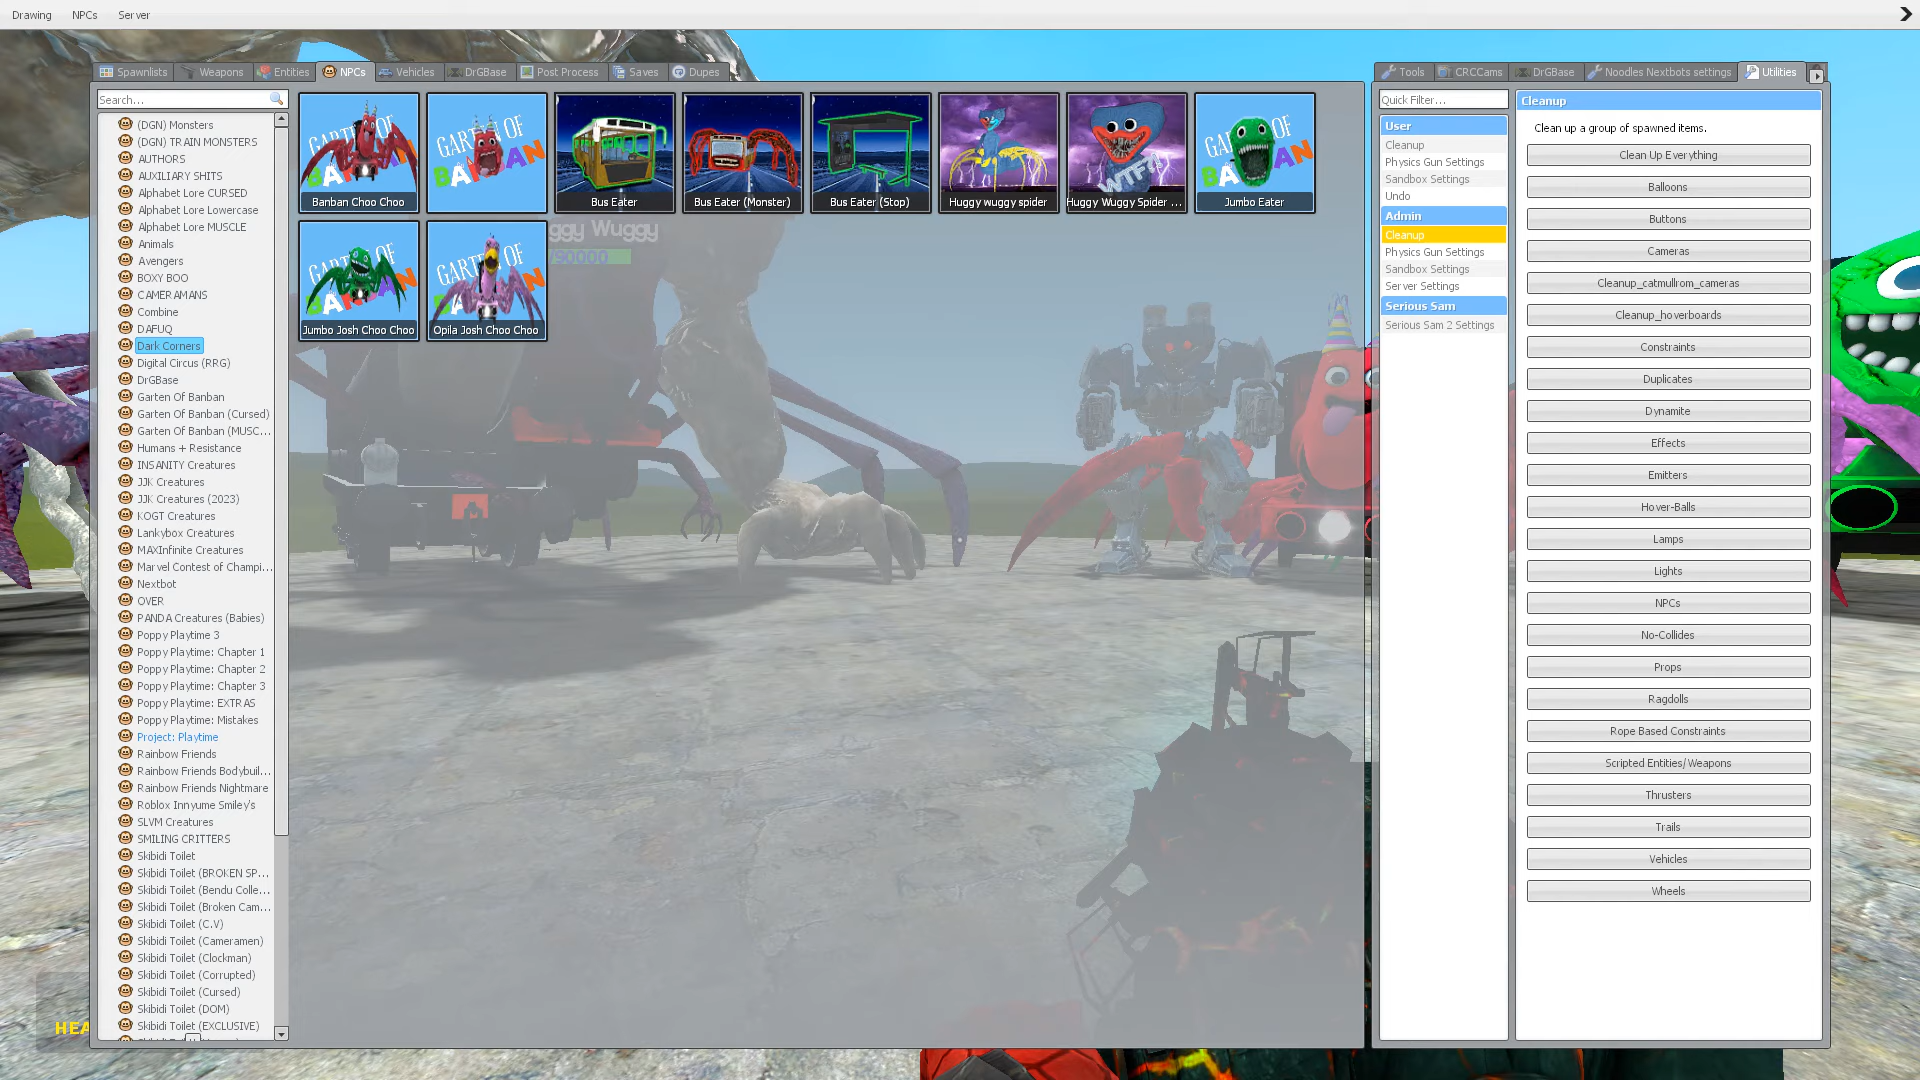 Drawing NPCs Server
Spawnlists Weapons Entities NPCs Vehicles DrGBase Post Process Saves Dupes
Search...
(DGN) Monsters
(DGN) TRAIN MONSTERS
AUTHORS
AUXILIARY SHITS
Alphabet Lore CURSED
Alphabet Lore Lowercase
Alphabet Lore MUSCLE
Animals
Avengers
BOXY BOO
CAMERAMANS
Combine
DAFUQ
Dark Corners
Digital Circus (RRG)
DrGBase
Garten Of Banban
Garten Of Banban (Cursed)
Garten Of Banban (MUSC...
Humans + Resistance
INSANITY Creatures
JJK Creatures
JJK Creatures (2023)
KOGT Creatures
Lankybox Creatures
MAXInfinite Creatures
Marvel Contest of Champi...
Nextbot
OVER
PANDA Creatures (Babies)
Poppy Playtime 3
Poppy Playtime: Chapter 1
Poppy Playtime: Chapter 2
Poppy Playtime: Chapter 3
Poppy Playtime: EXTRAS
Poppy Playtime: Mistakes
Project: Playtime
Rainbow Friends
Rainbow Friends Bodybuil...
Rainbow Friends Nightmare
Roblox Innyume Smiley's
SLVM Creatures
SMILING CRITTERS
Skibidi Toilet
Skibidi Toilet (BROKEN SP...
Skibidi Toilet (Bendu Colle...
Skibidi Toilet (Broken Cam...
Skibidi Toilet (C.V)
Skibidi Toilet (Cameramen)
Skibidi Toilet (Clockman)
Skibidi Toilet (Corrupted)
Skibidi Toilet (Cursed)
Skibidi Toilet (DOM)
Skibidi Toilet (EXCLUSIVE)
HEA
Banban Choo Choo
Bus Eater
Bus Eater (Monster)
Bus Eater (Stop)
Huggy wuggy spider
WTF?!
Huggy Wuggy Spider ...
Jumbo Eater
Jumbo Josh Choo Choo
Opila Josh Choo Choo
ggy Wuggy
/90000
Tools CRCCams DrGBase Noodles Nextbots settings Utilities
Quick Filter...
User
Cleanup
Physics Gun Settings
Sandbox Settings
Undo
Admin
Cleanup
Physics Gun Settings
Sandbox Settings
Server Settings
Serious Sam
Serious Sam 2 Settings
Cleanup
Clean up a group of spawned items.
Clean Up Everything
Balloons
Buttons
Cameras
Cleanup_catmullrom_cameras
Cleanup_hoverboards
Constraints
Duplicates
Dynamite
Effects
Emitters
Hover-Balls
Lamps
Lights
NPCs
No-Collides
Props
Ragdolls
Rope Based Constraints
Scripted Entities/Weapons
Thrusters
Trails
Vehicles
Wheels